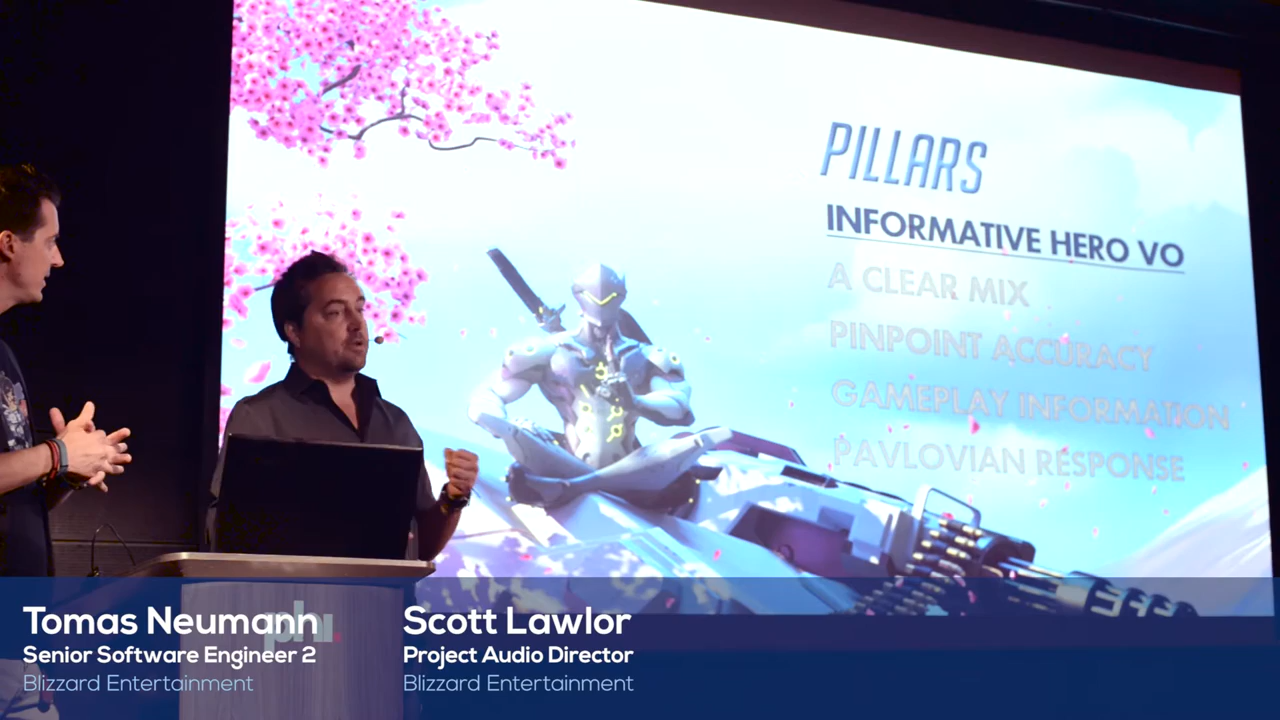 PILLARS
INFORMATIVE HERO VO
A CLEAR MIX
PINPOINT ACCURACY
GAMEPLAY INFORMATION
PAVLOVIAN RESPONSE
Tomas Neumann
Senior Software Engineer 2
Blizzard Entertainment
Scott Lawlor
Project Audio Director
Blizzard Entertainment
phi.